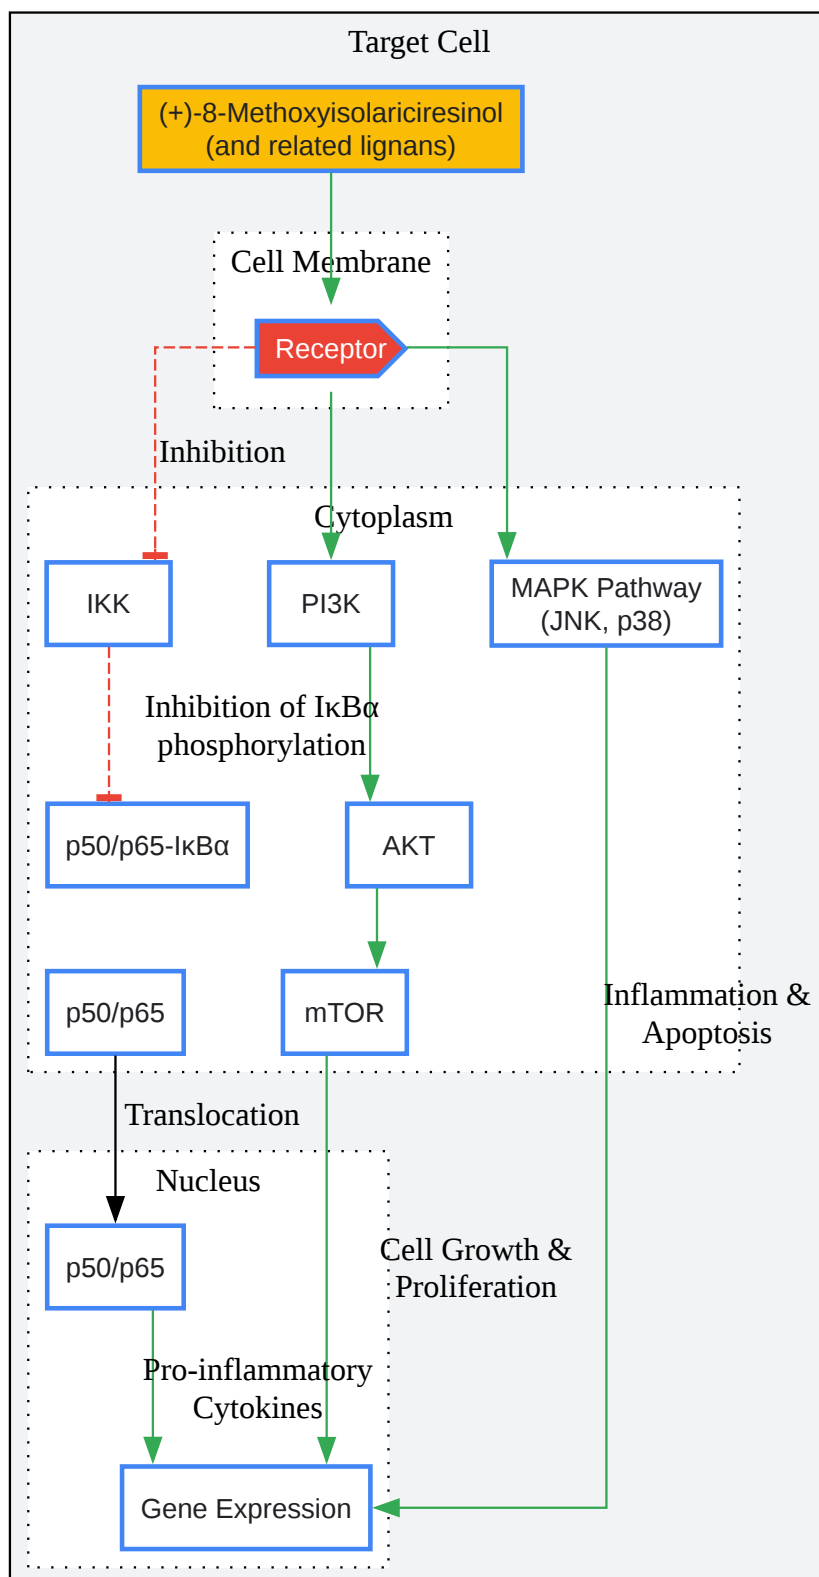 Target Cell
(+)-8-Methoxyisolariciresinol
(and related lignans)
Cell Membrane
Receptor
Inhibition
Cytoplasm
IKK
PI3K
MAPK Pathway
(JNK, p38)
Inhibition of IκBα
phosphorylation
p50/p65-IκBα
AKT
p50/p65
mTOR
Inflammation &
Apoptosis
Translocation
Nucleus
p50/p65
Cell Growth &
Proliferation
Pro-inflammatory
Cytokines
Gene Expression